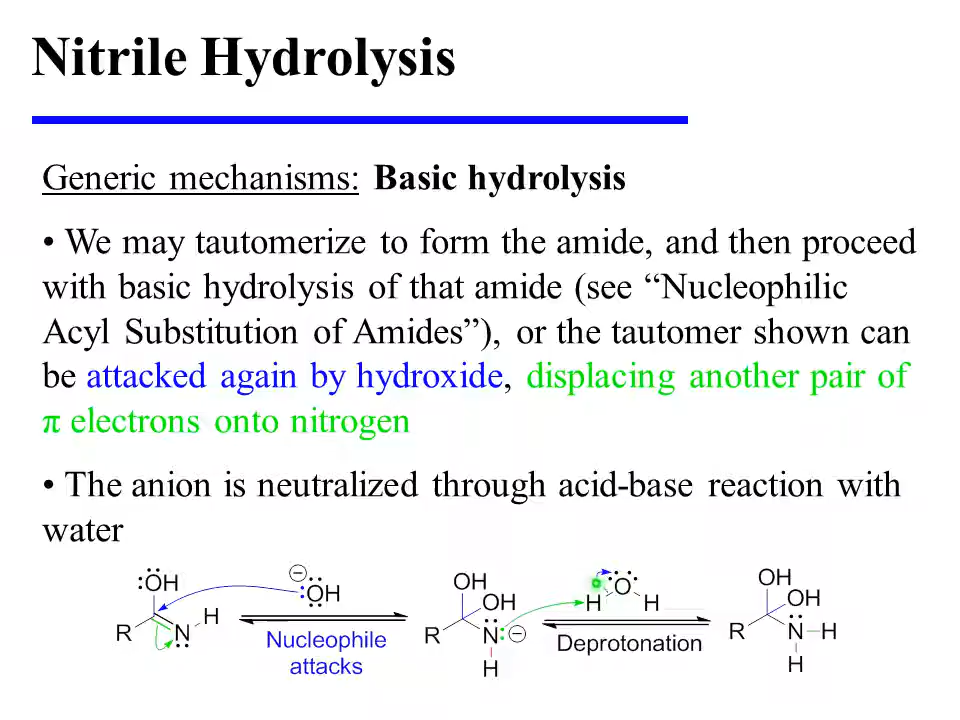 Nitrile Hydrolysis
Generic mechanisms: Basic hydrolysis
• We may tautomerize to form the amide, and then proceed
with basic hydrolysis of that amide (see “Nucleophilic
Acyl Substitution of Amides”), or the tautomer shown can
be attacked again by hydroxide, displacing another pair of
π electrons onto nitrogen
• The anion is neutralized through acid-base reaction with
water
OH
R
N
H
OH
Nucleophile
attacks
OH
OH
R
N
H
H
O
H
Deprotonation
OH
OH
R
N
H
H